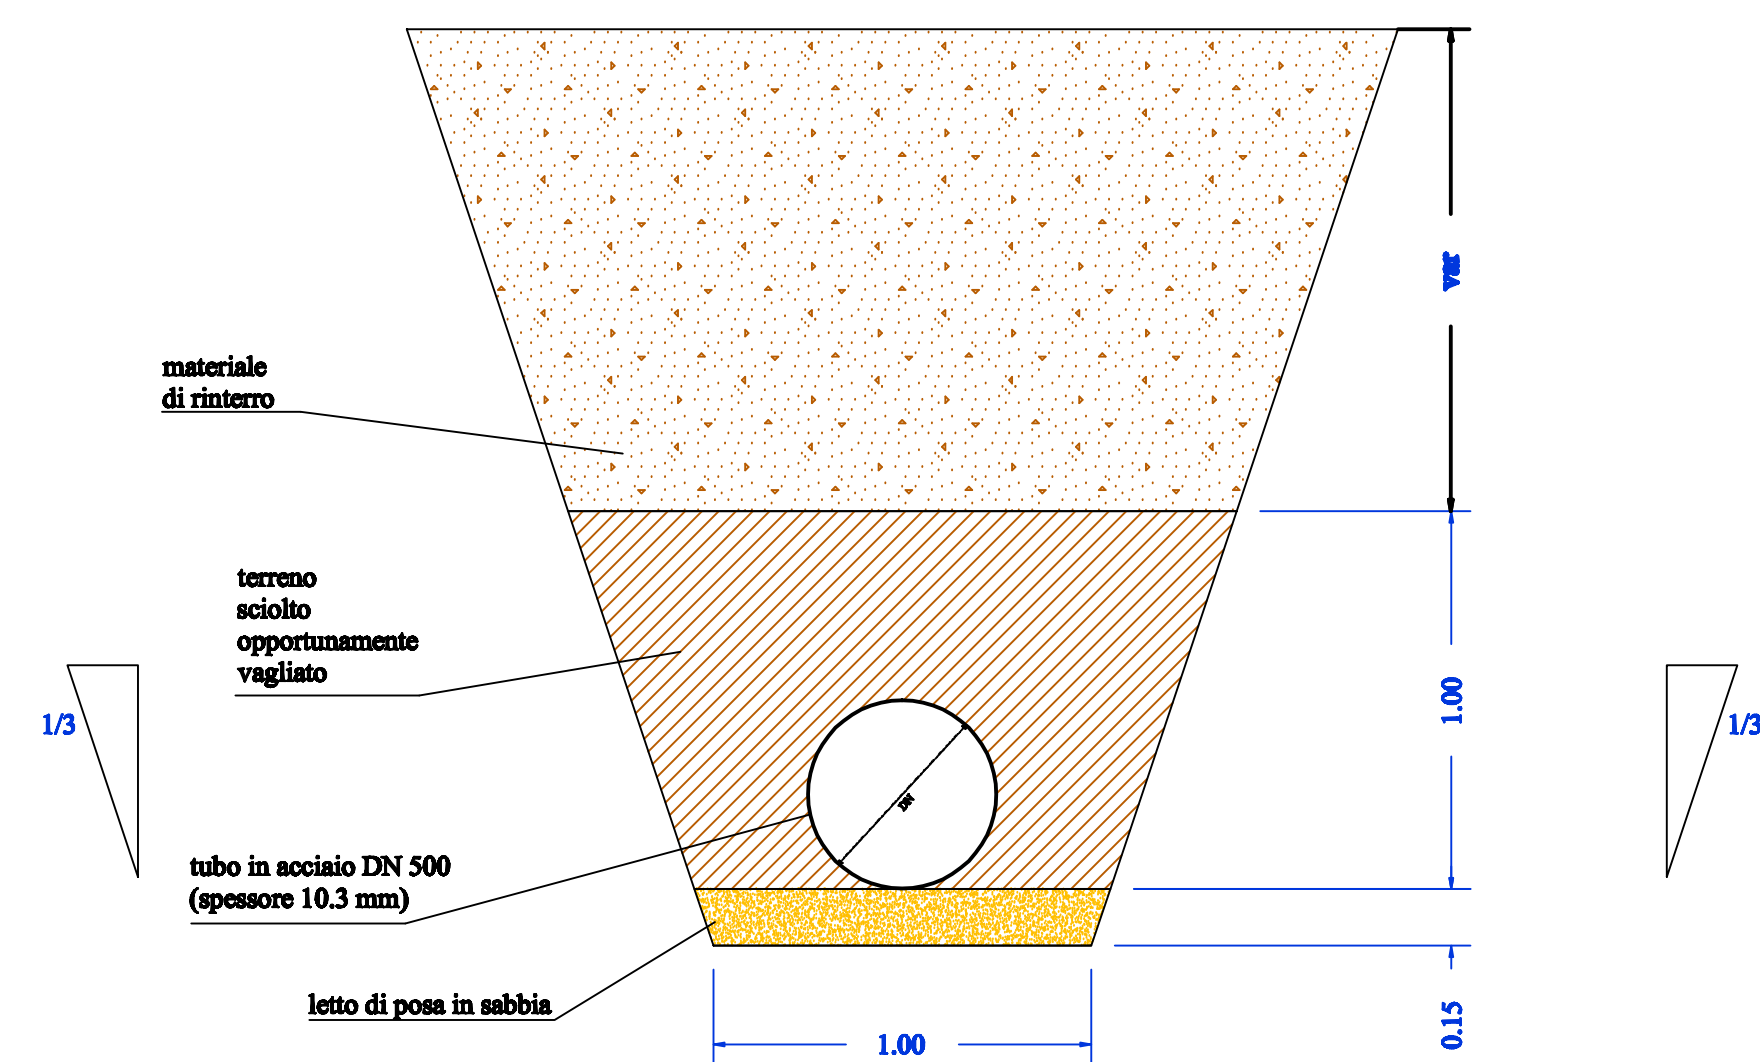 var
materiale
di rinterro
terreno
sciolto
opportunamente
vagliato
1/3
1.00
1/3
DN
tubo in acciaio DN 500
(spessore 10.3 mm)
letto di posa in sabbia
0.15
1.00